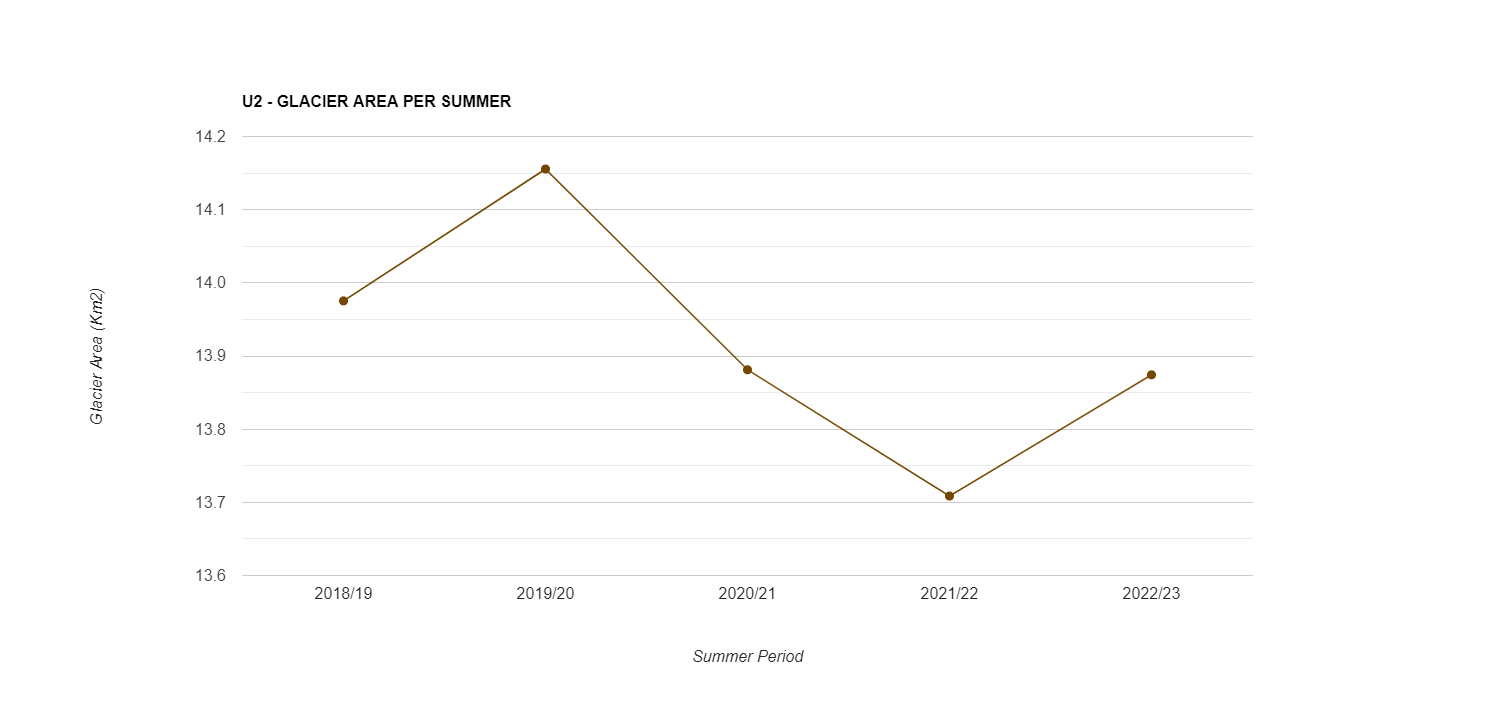 U2 - GLACIER AREA PER SUMMER
14.2
14.1
14.0
13.9
13.8
13.7
13.6
Glacier Area (Km2)
2018/19 2019/20 2020/21 2021/22 2022/23
Summer Period